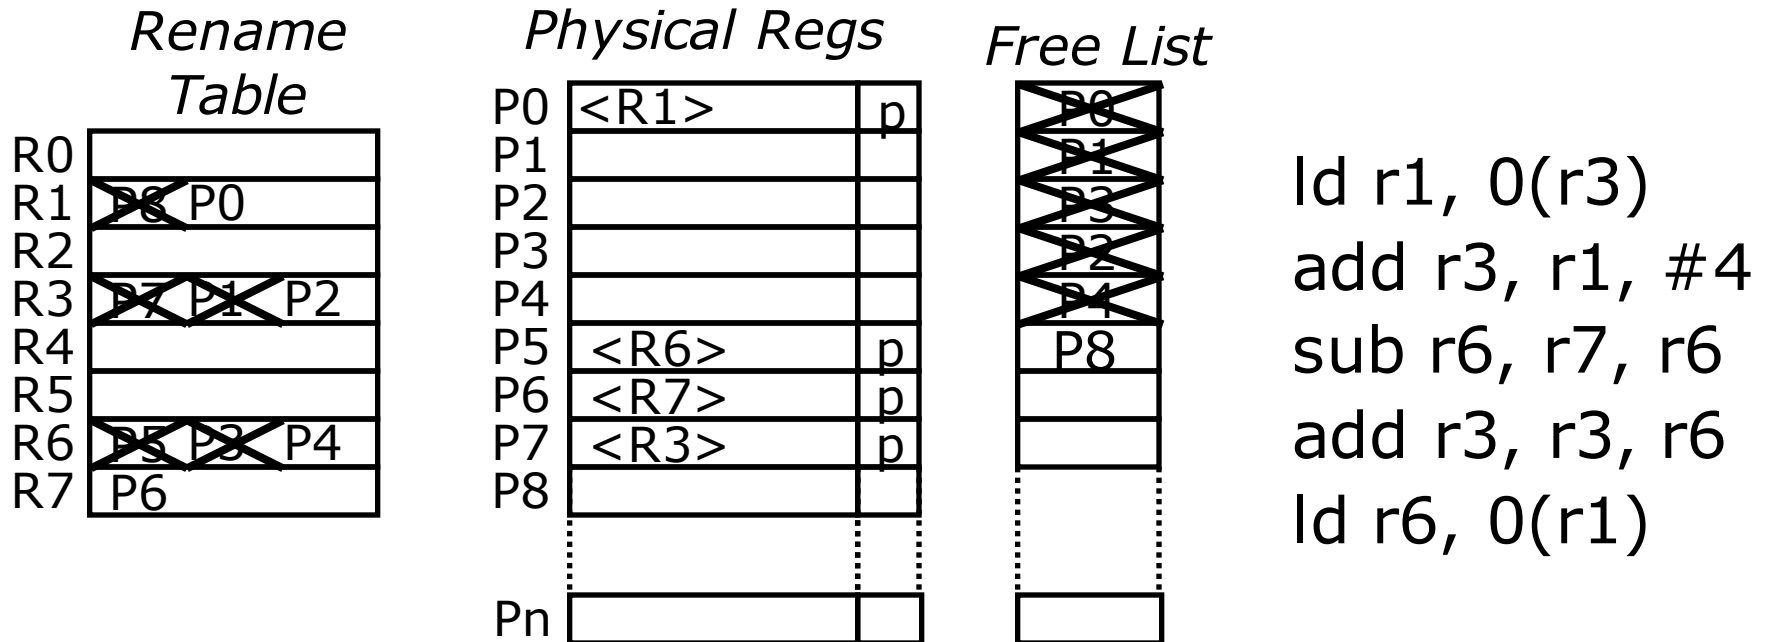 Rename
Table
R0
R1 P8 P0
R2
R3 P7 P1 P2
R4
R5
R6 P5 P3 P4
R7 P6
Physical Regs
P0 <R1> p
P1
P2
P3
P4
P5 <R6> p
P6 <R7> p
P7 <R3> p
P8
Pn
Free List
P0
P1
P3
P2
P4
P8
ld r1, 0(r3)
add r3, r1, #4
sub r6, r7, r6
add r3, r3, r6
ld r6, 0(r1)